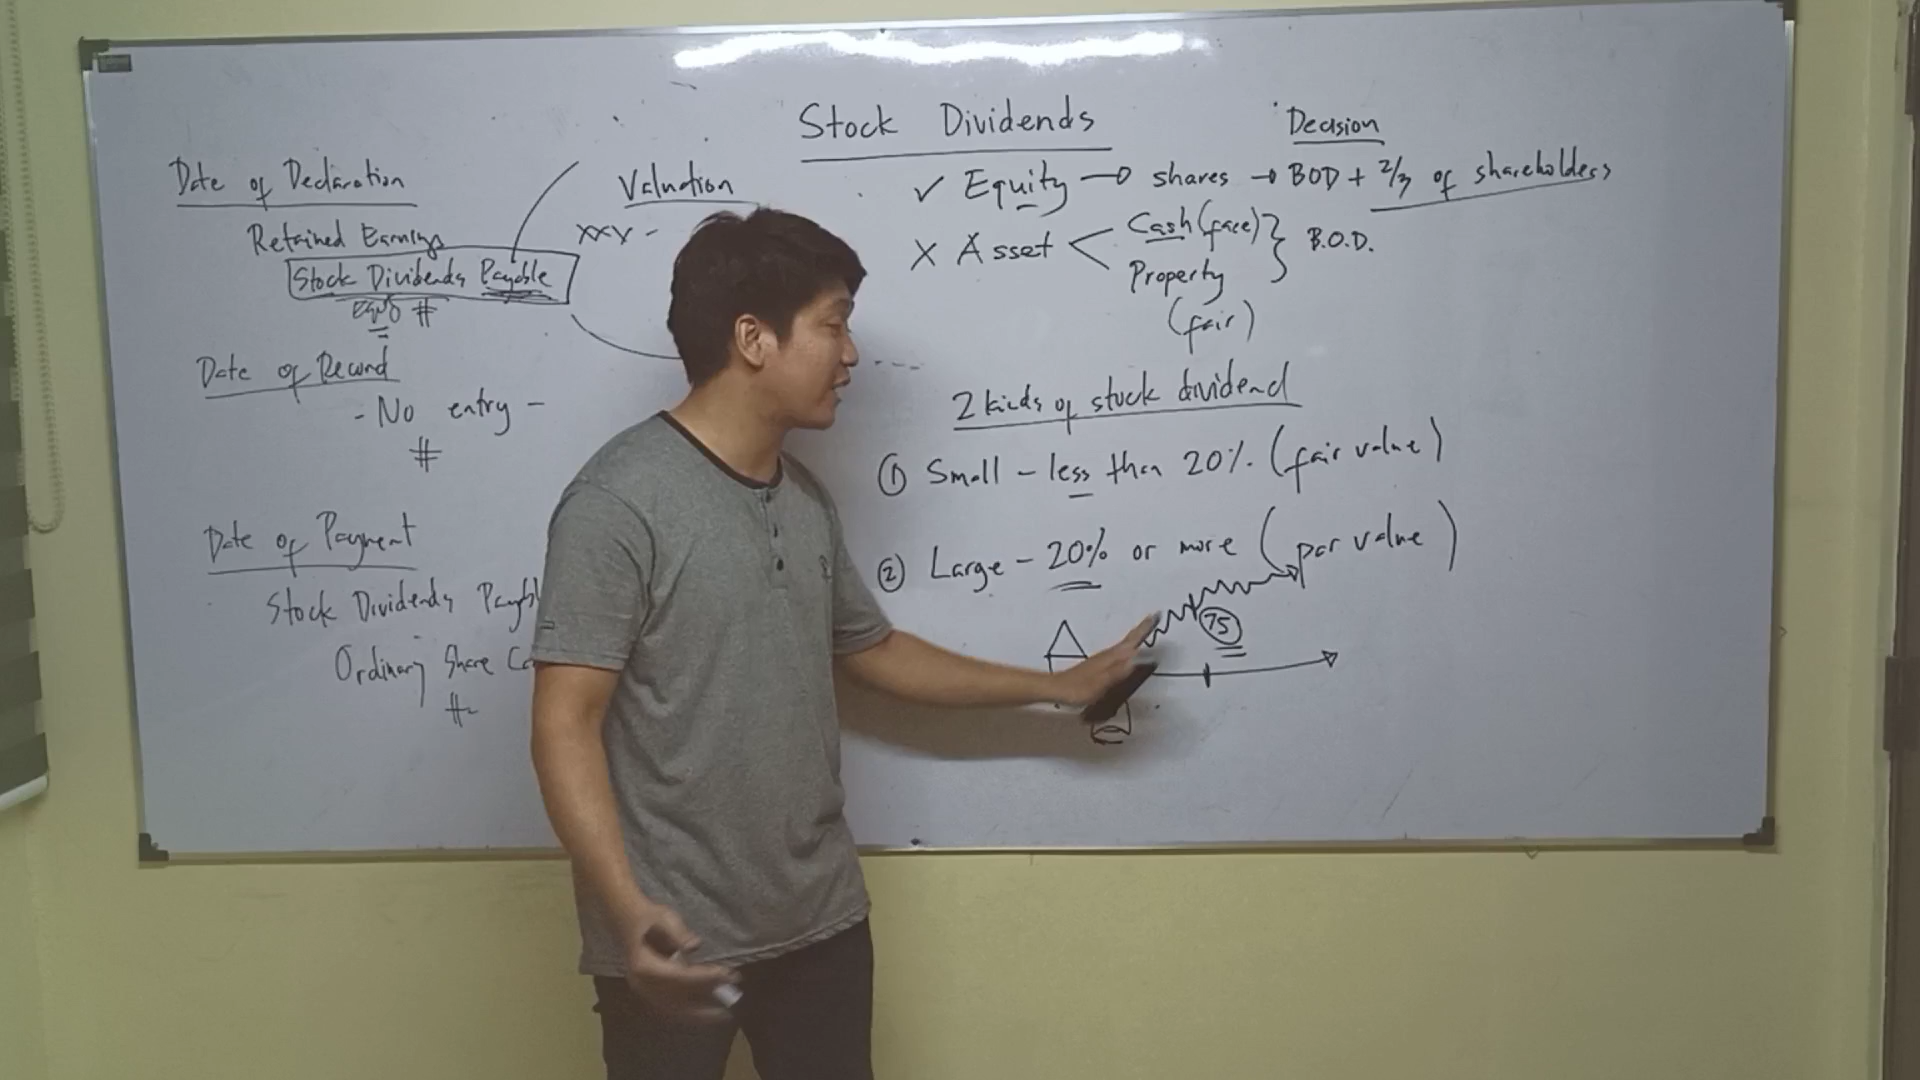 Stock Dividends
Date of Declaration
Retained Earnings
Stock Dividends Payable
#
Date of Record
- No entry -
#
Date of Payment
Stock Dividends
Ordinary Share
#
Valuation
Decision
✓ Equity → shares → BOD + 2/3 of shareholders
X Asset < Cash (face) } B.O.D.
Property
(fair)
2 kinds of stock dividend
① Small - less than 20% (fair value)
② Large - 20% or more (par value)
75